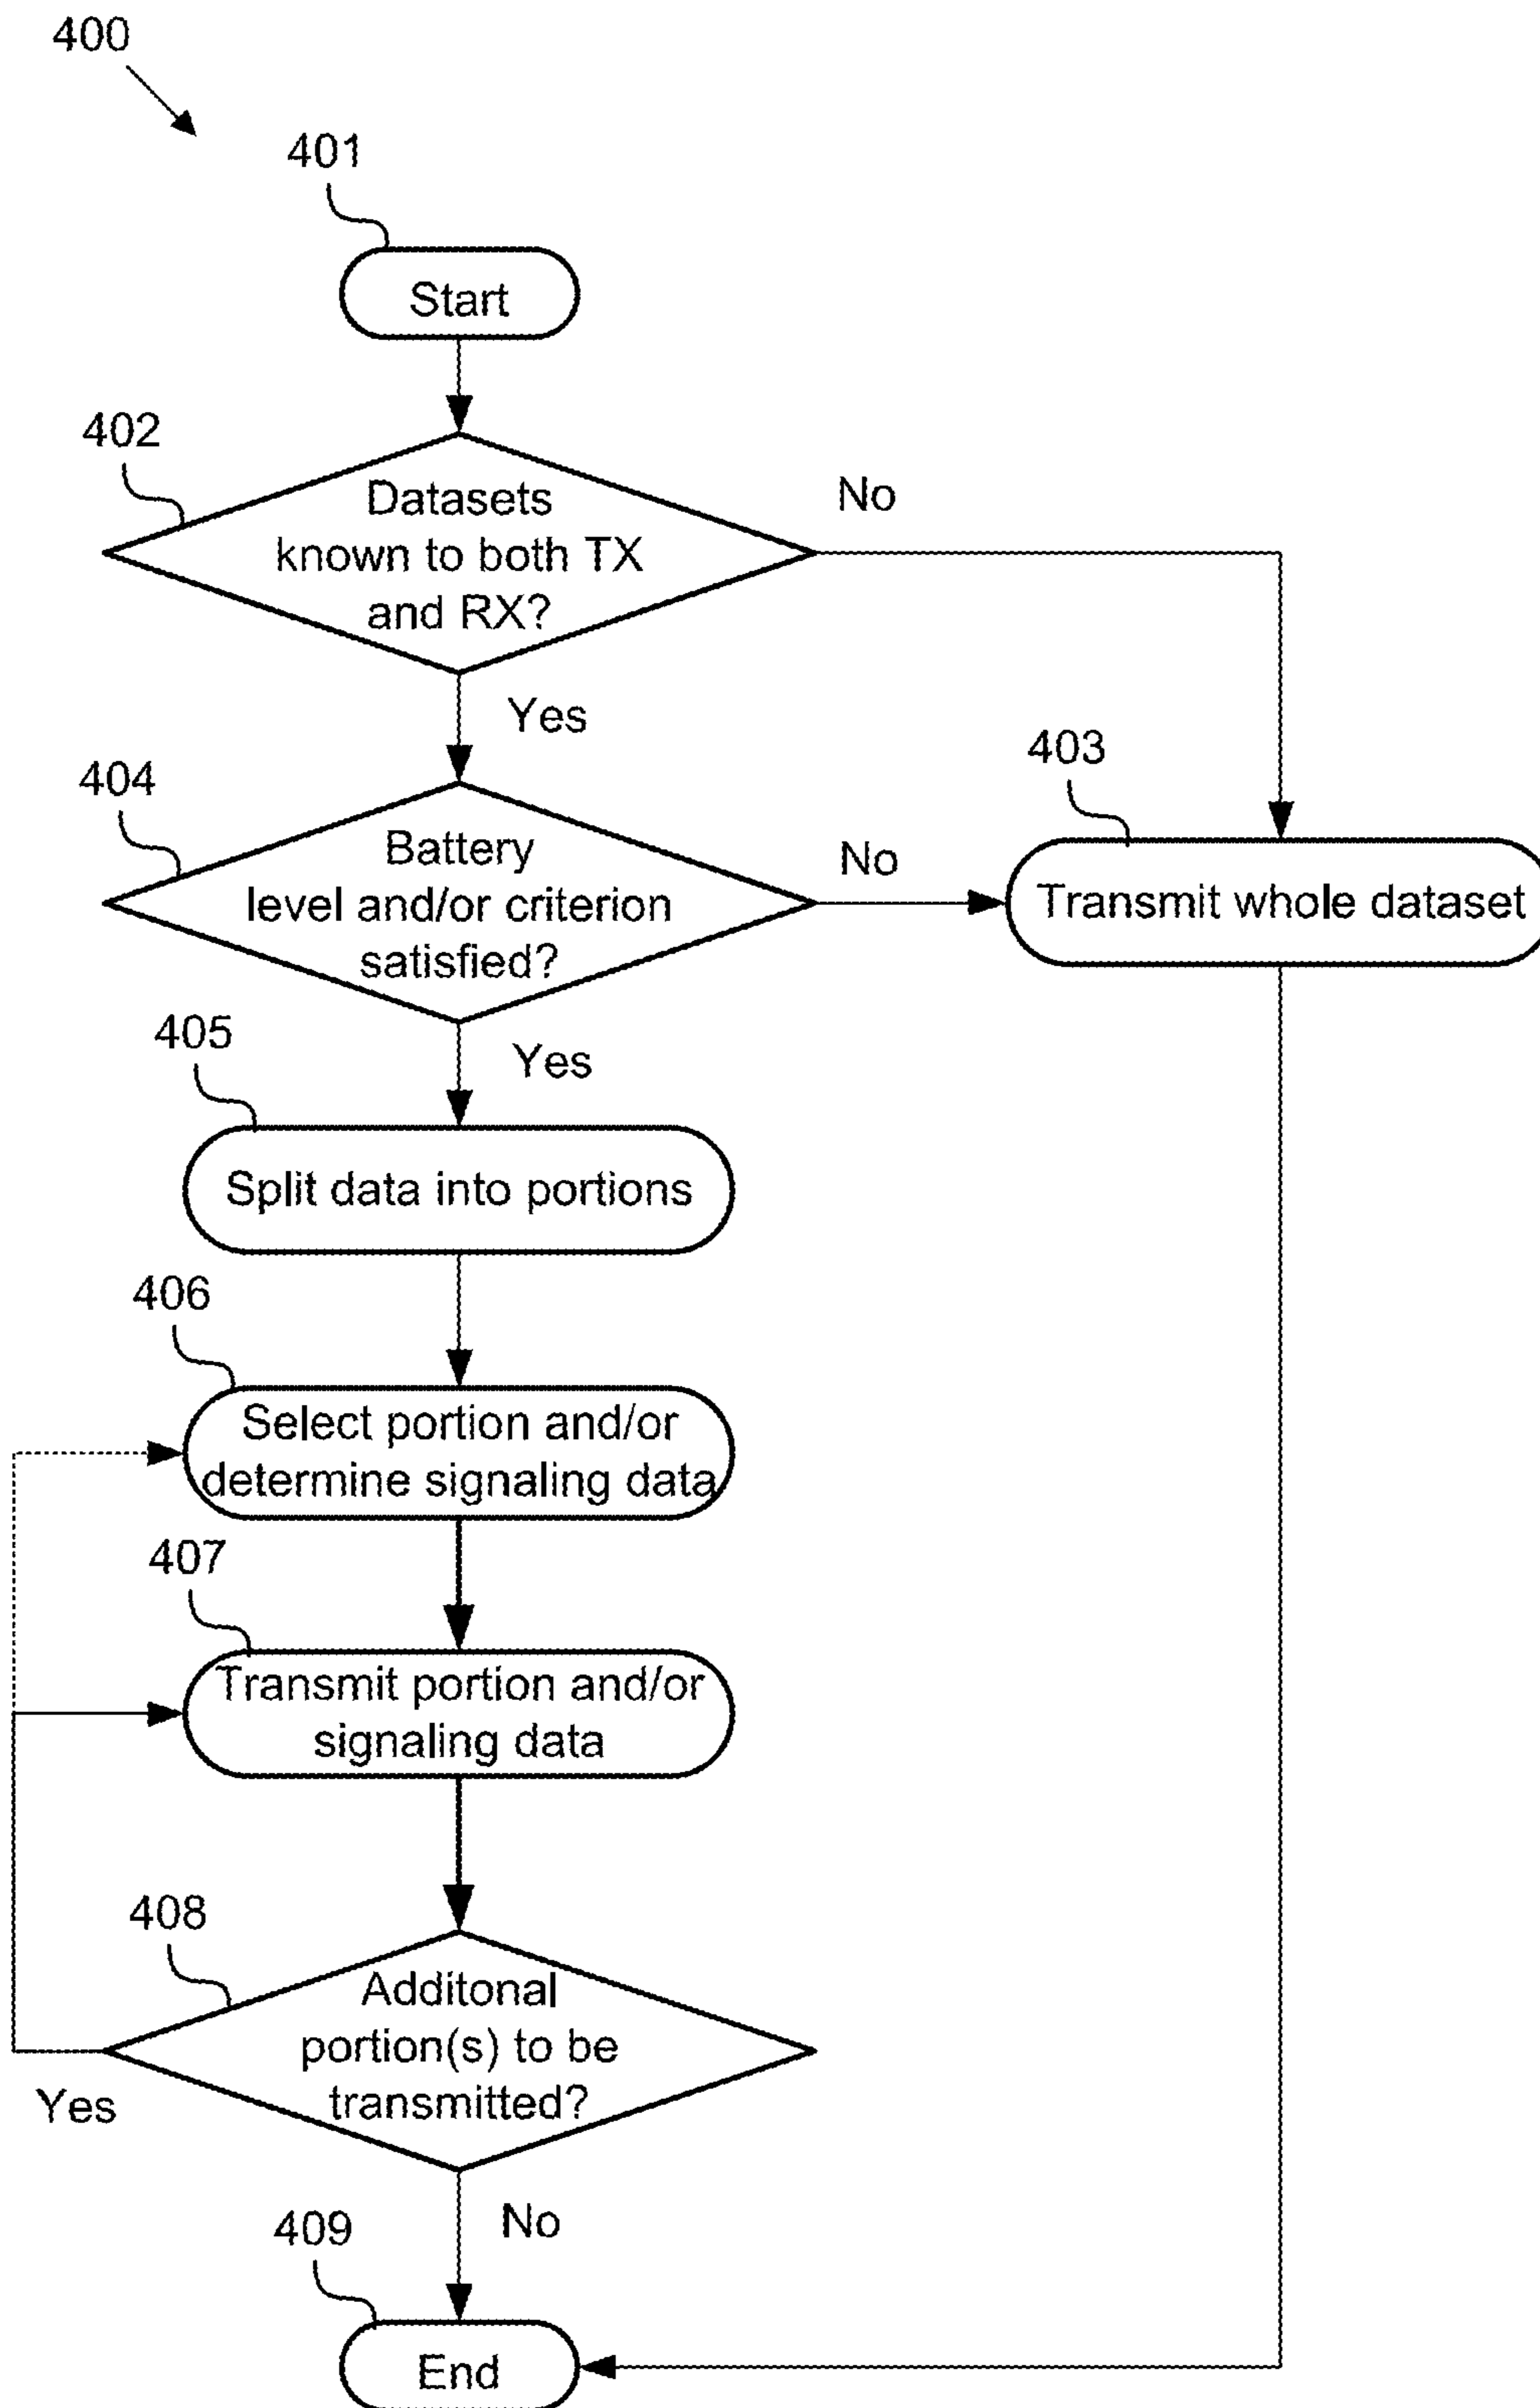 400
401
Start
402
Datasets
known to both TX
and RX?
No
Yes
403
404
Battery
level and/or criterion
satisfied?
No
Transmit whole dataset
Yes
405
Split data into portions
406
Select portion and/or
determine signaling data
407
Transmit portion and/or
signaling data
408
Additonal
portion(s) to be
transmitted?
Yes
No
409
End